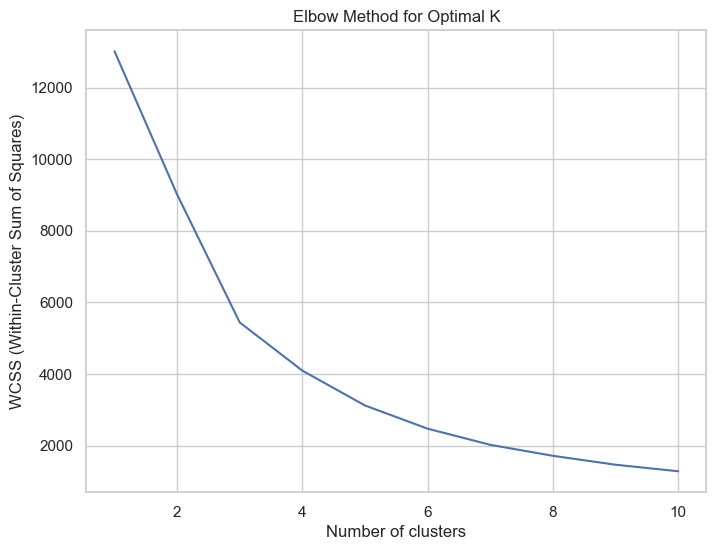 Elbow Method for Optimal K
WCSS (Within-Cluster Sum of Squares)
12000
10000
8000
6000
4000
2000
2 4 6 8 10
Number of clusters